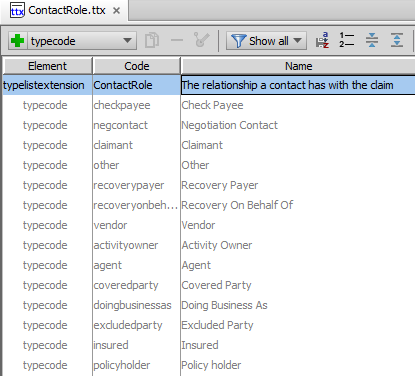 ttx ContactRole.ttx ×
typecode Show all
Element Code Name
typelistextension ContactRole The relationship a contact has with the claim
typecode checkpayee Check Payee
typecode negcontact Negotiation Contact
typecode claimant Claimant
typecode other Other
typecode recoverypayer Recovery Payer
typecode recoveryonbeh... Recovery On Behalf Of
typecode vendor Vendor
typecode activityowner Activity Owner
typecode agent Agent
typecode coveredparty Covered Party
typecode doingbusinessas Doing Business As
typecode excludedparty Excluded Party
typecode insured Insured
typecode policyholder Policy holder